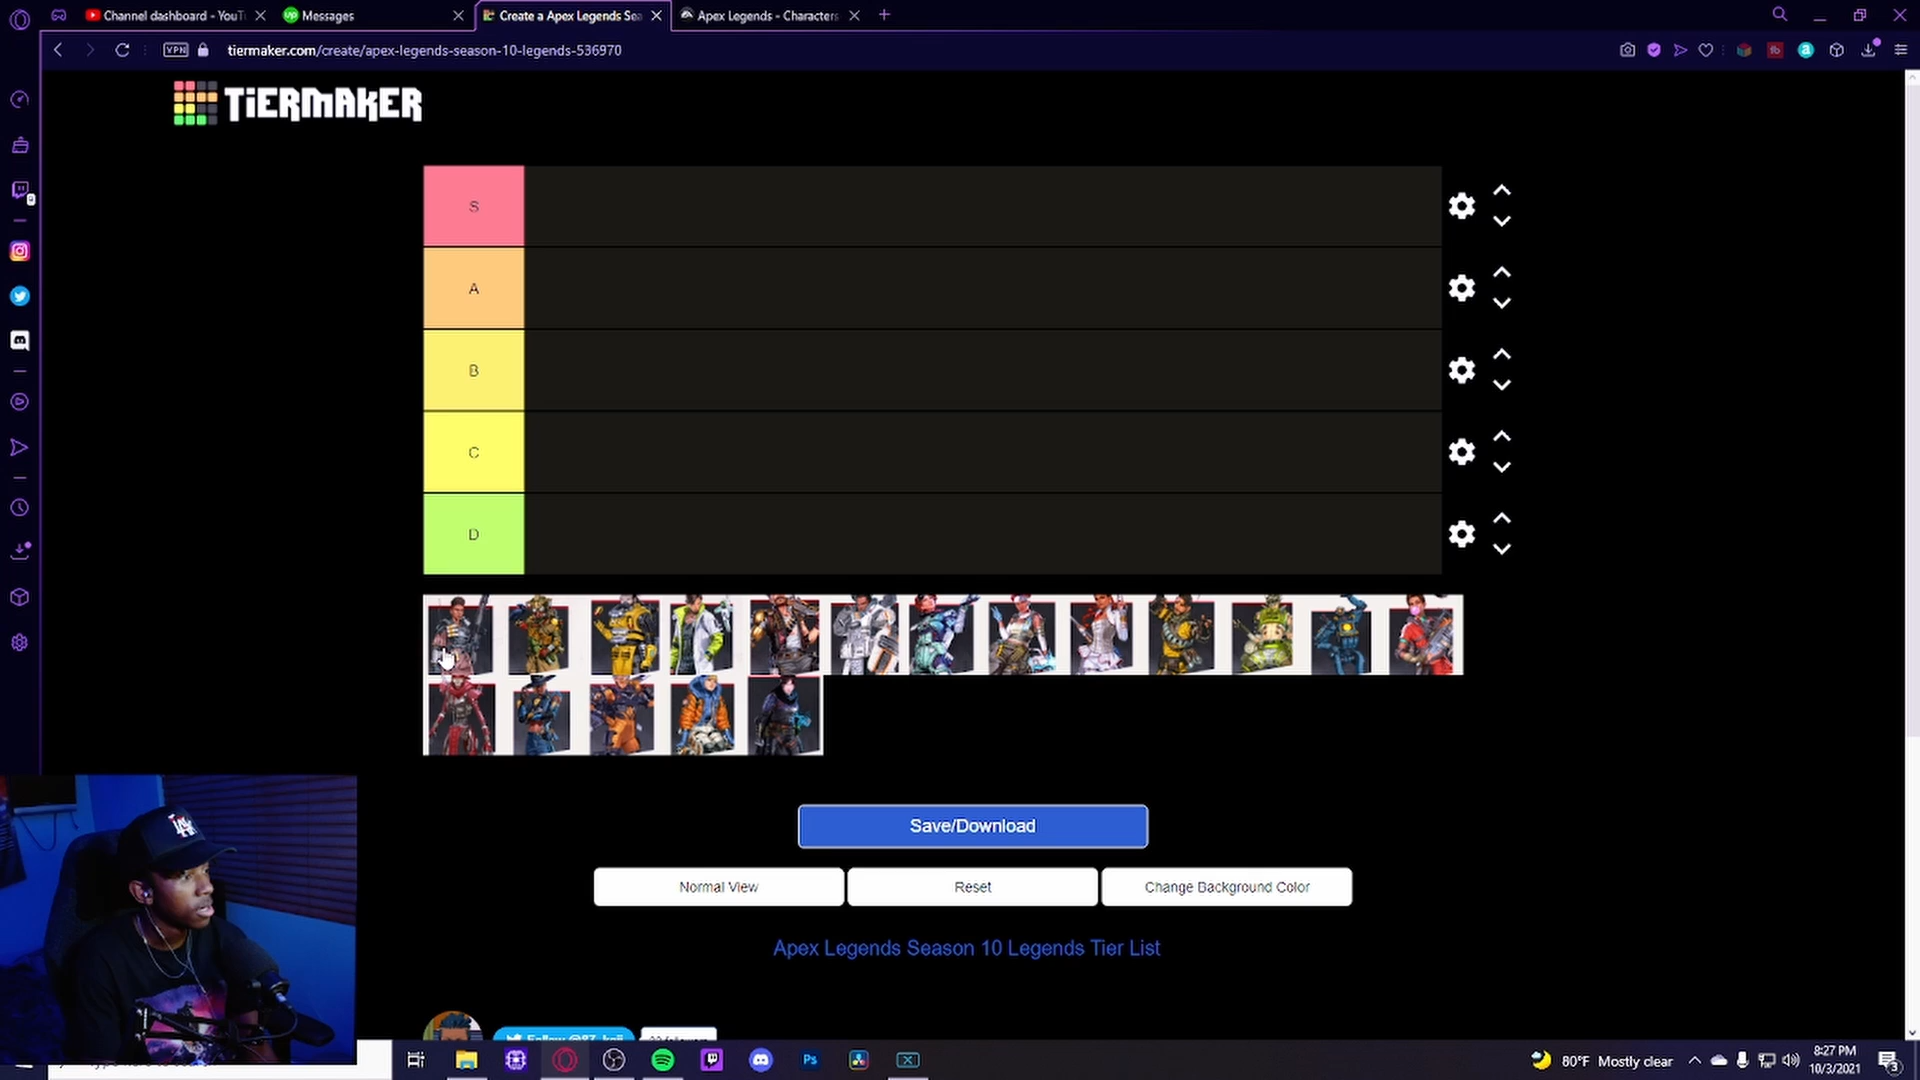 Channel dashboard - YouT
Messages
Create a Apex Legends Sea
Apex Legends - Characters
VPN
tiermaker.com/create/apex-legends-season-10-legends-536970
TiERMAKER
S
A
B
C
D
Save/Download
Normal View
Reset
Change Background Color
Apex Legends Season 10 Legends Tier List
80°F Mostly clear
8:27 PM
10/3/2021